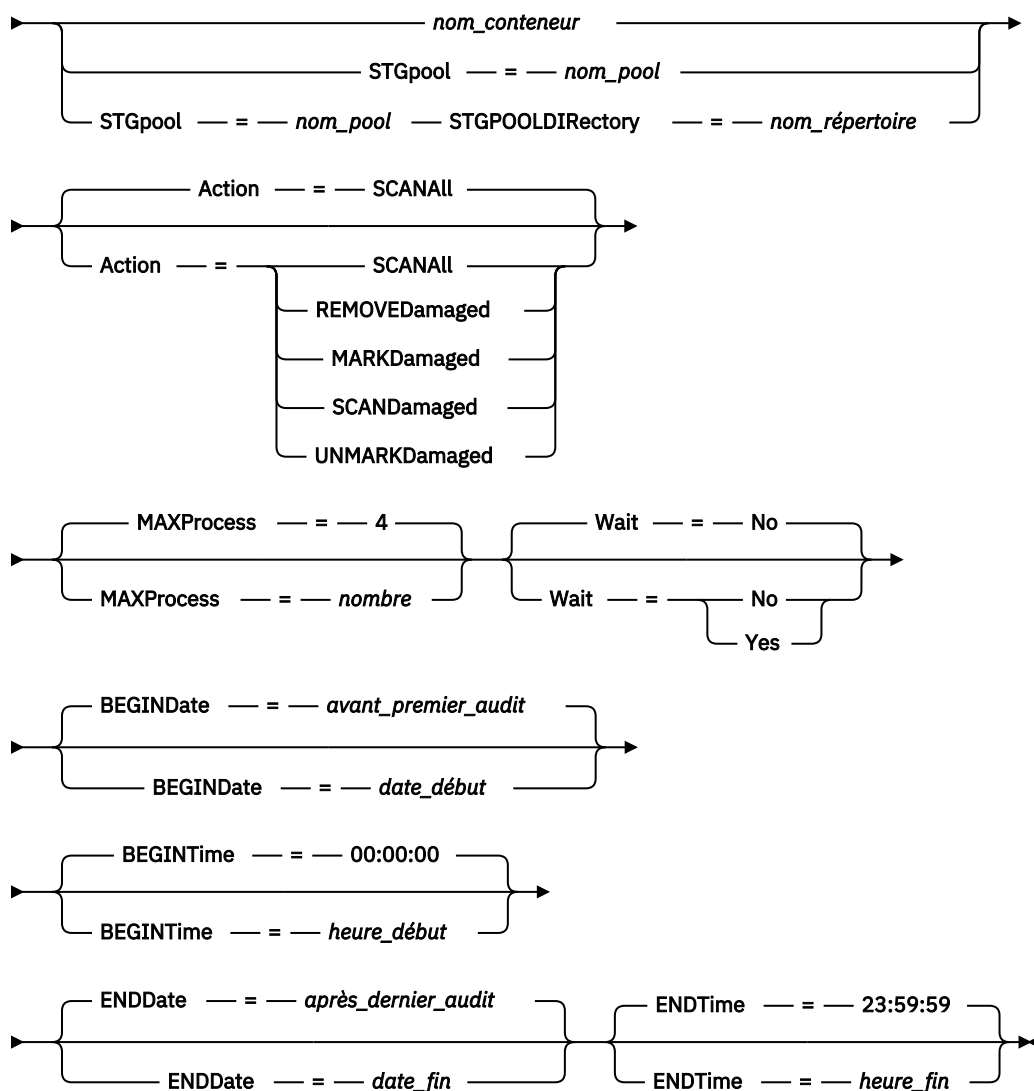 nom_conteneur
STGpool = nom_pool
STGpool = nom_pool STGPOOLDIRectory = nom_répertoire
Action = SCANAll
Action = SCANAll
REMOVEDamaged
MARKDamaged
SCANDamaged
UNMARKDamaged
MAXProcess = 4 Wait = No
MAXProcess = nombre Wait = No
Yes
BEGINDate = avant_premier_audit
BEGINDate = date_début
BEGINTime = 00:00:00
BEGINTime = heure_début
ENDDate = après_dernier_audit ENDTime = 23:59:59
ENDDate = date_fin ENDTime = heure_fin